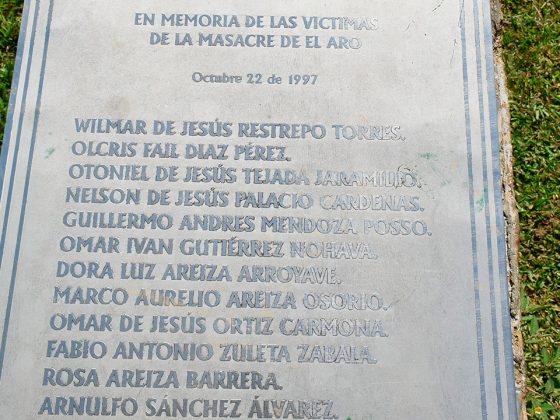 EN MEMORIA DE LAS VICTIMAS
DE LA MASACRE DE EL ARO
Octubre 22 de 1997
WILMAR DE JESÚS RESTREPO TORRES.
OLCRIS FAIL DIAZ PÉREZ.
OTONIEL DE JESÚS TEJADA JARAMILLO.
NELSON DE JESÚS PALACIO CARDENAS.
GUILLERMO ANDRES MENDOZA POSSO.
OMAR IVAN GUTIÉRREZ NOHAVA.
DORA LUZ AREIZA ARROYAVE.
MARCO AURELIO AREIZA OSORIO.
OMAR DE JESÚS ORTIZ CARMONA.
FABIO ANTONIO ZULETA ZABALA.
ROSA AREIZA BARRERA.
ARNULFO SÁNCHEZ ÁLVAREZ.